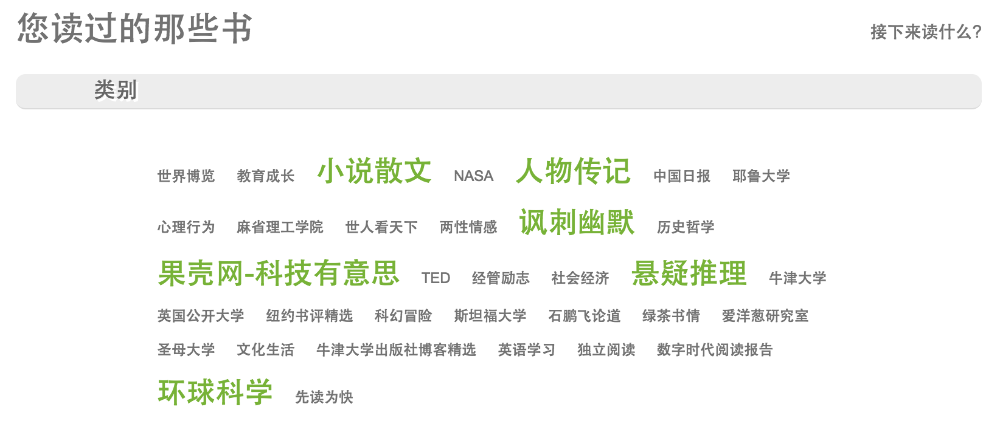 您读过的那些书
接下来读什么?
类别
世界博览 教育成长 小说散文 NASA 人物传记 中国日报 耶鲁大学
心理行为 麻省理工学院 世人看天下 两性情感 讽刺幽默 历史哲学
果壳网-科技有意思 TED 经管励志 社会经济 悬疑推理 牛津大学
英国公开大学 纽约书评精选 科幻冒险 斯坦福大学 石鹏飞论道 绿茶书情 爱洋葱研究室
圣母大学 文化生活 牛津大学出版社博客精选 英语学习 独立阅读 数字时代阅读报告
环球科学 先读为快